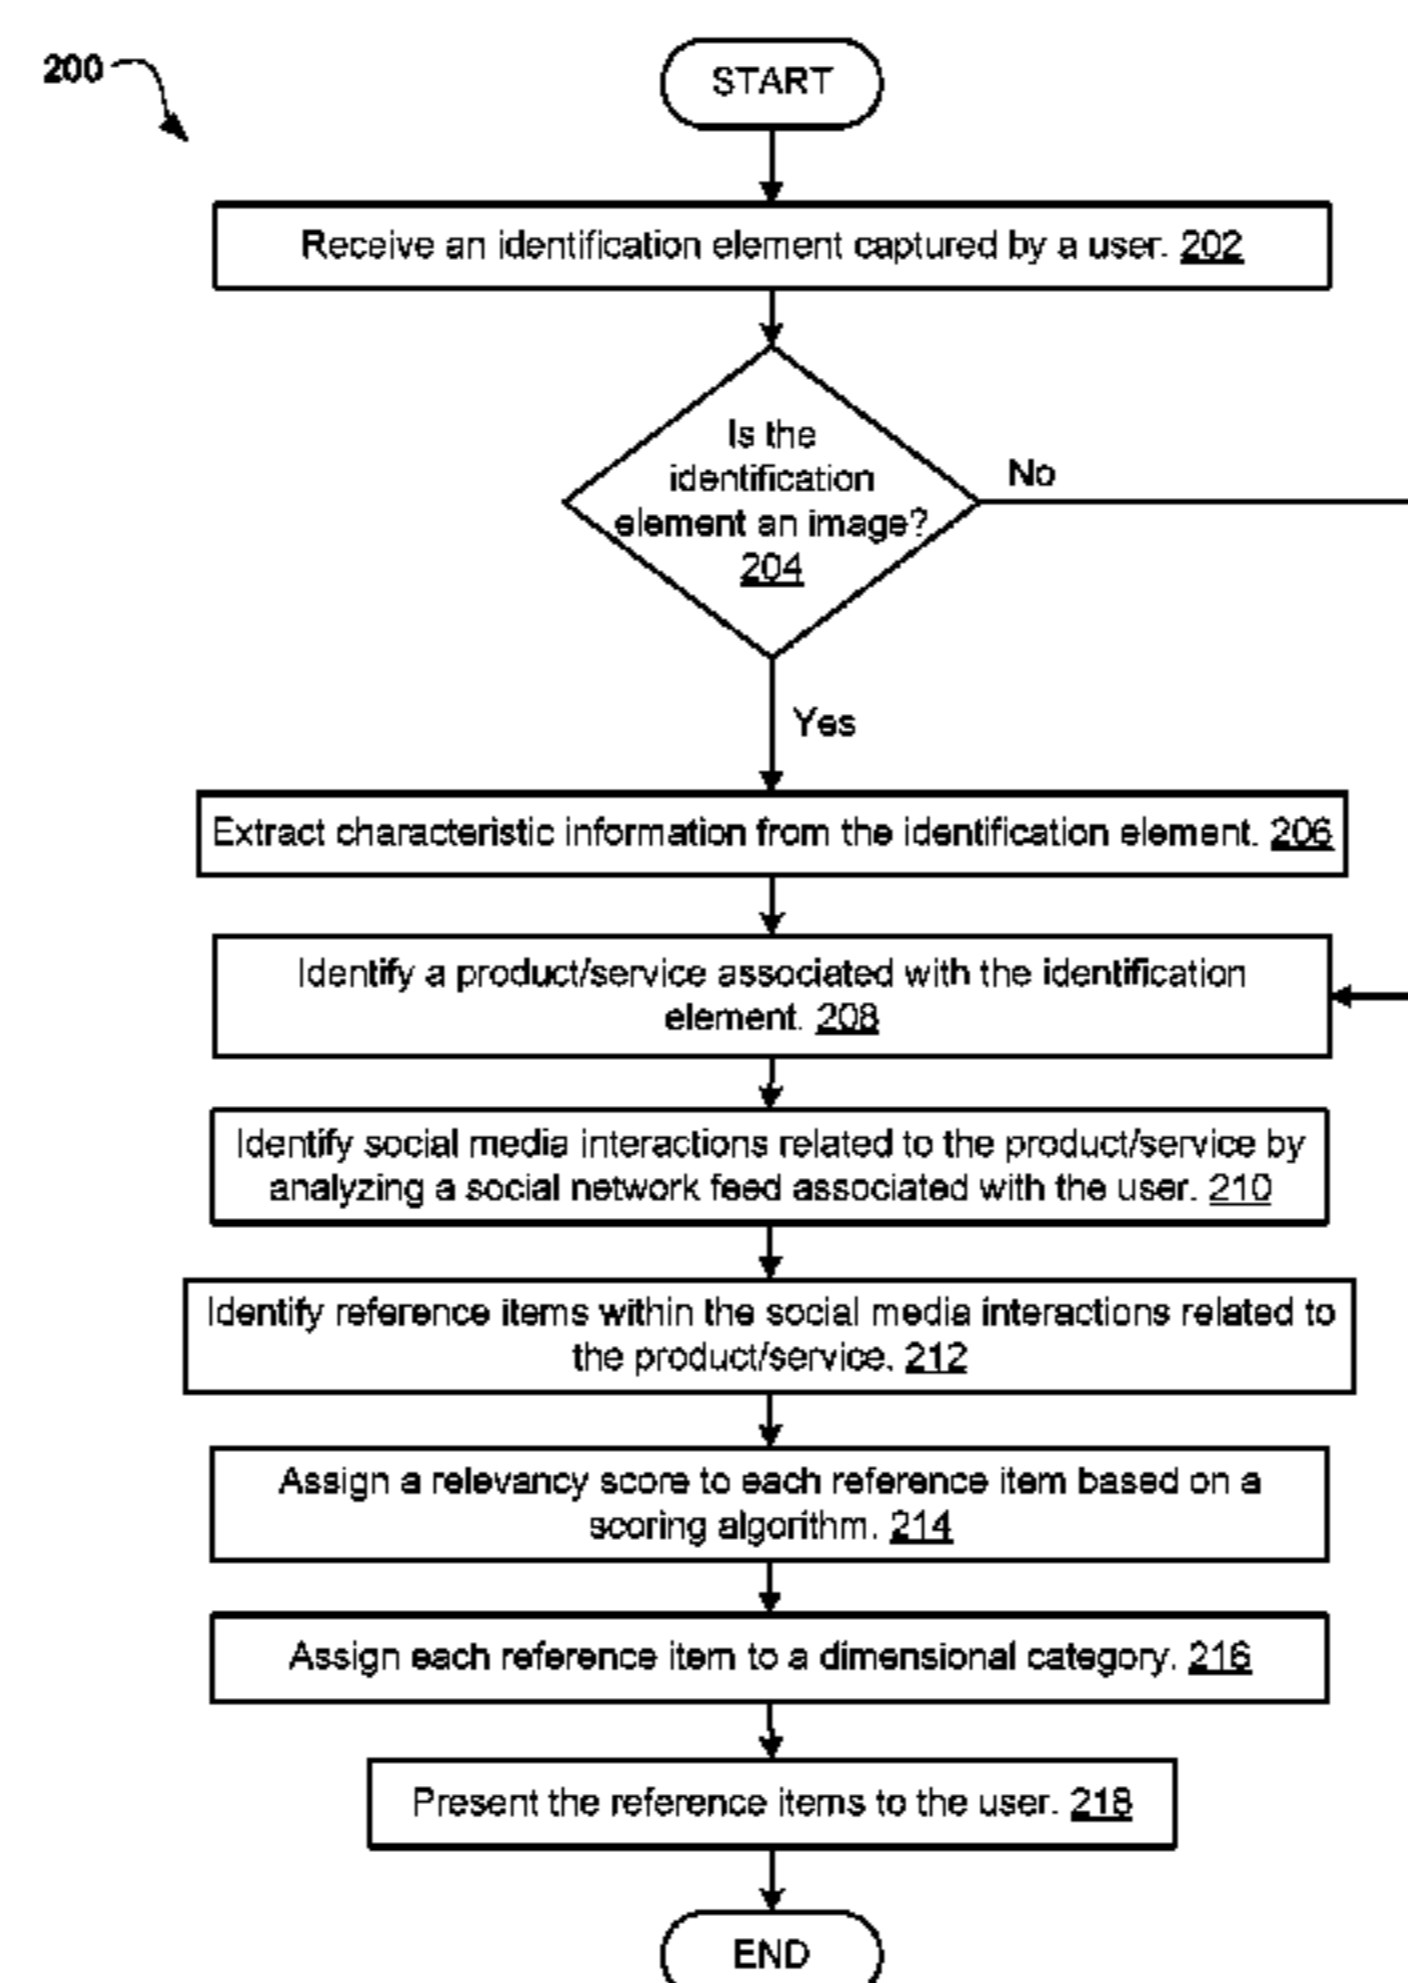 200
START
Receive an identification element captured by a user. 202
Is the
identification
element an image?
204
No
Yes
Extract characteristic information from the identification element. 206
Identify a product/service associated with the identification
element. 208
Identify social media interactions related to the product/service by
analyzing a social network feed associated with the user. 210
Identify reference items within the social media interactions related to
the product/service. 212
Assign a relevancy score to each reference item based on a
scoring algorithm. 214
Assign each reference item to a dimensional category. 216
Present the reference items to the user. 218
END